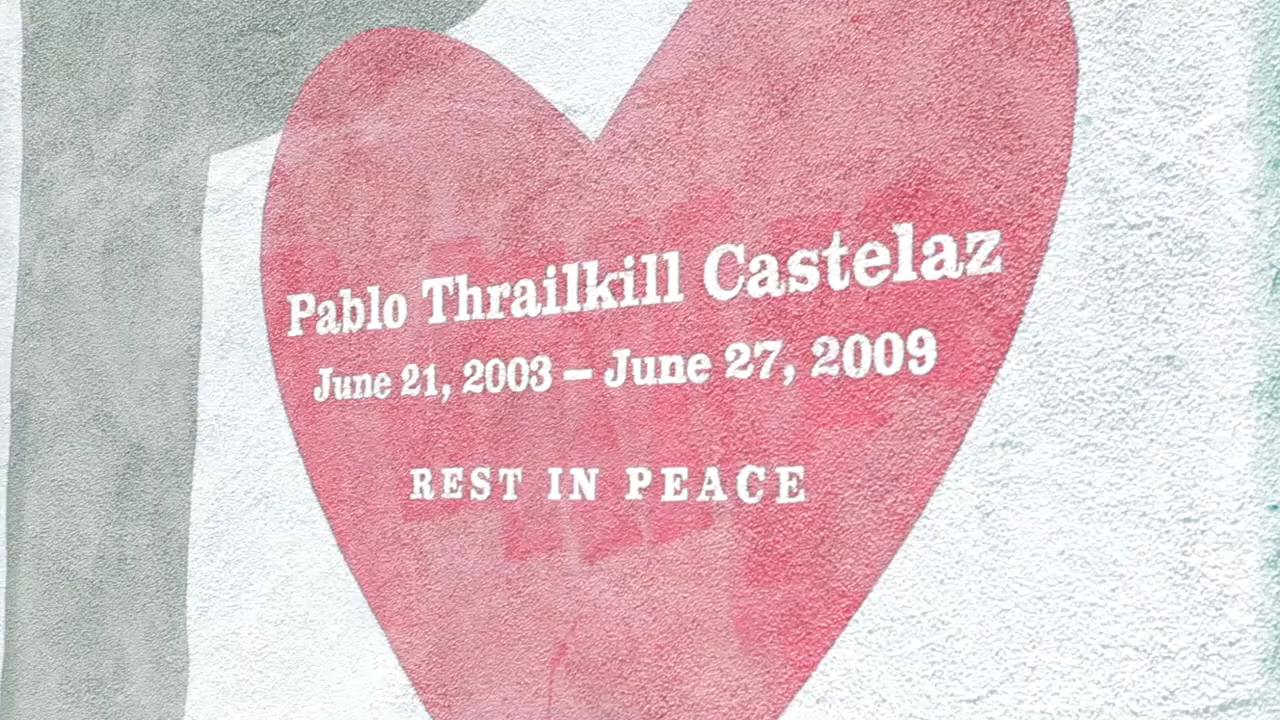 Pablo Thrailkill Castelaz
June 21, 2003 – June 27, 2009
REST IN PEACE